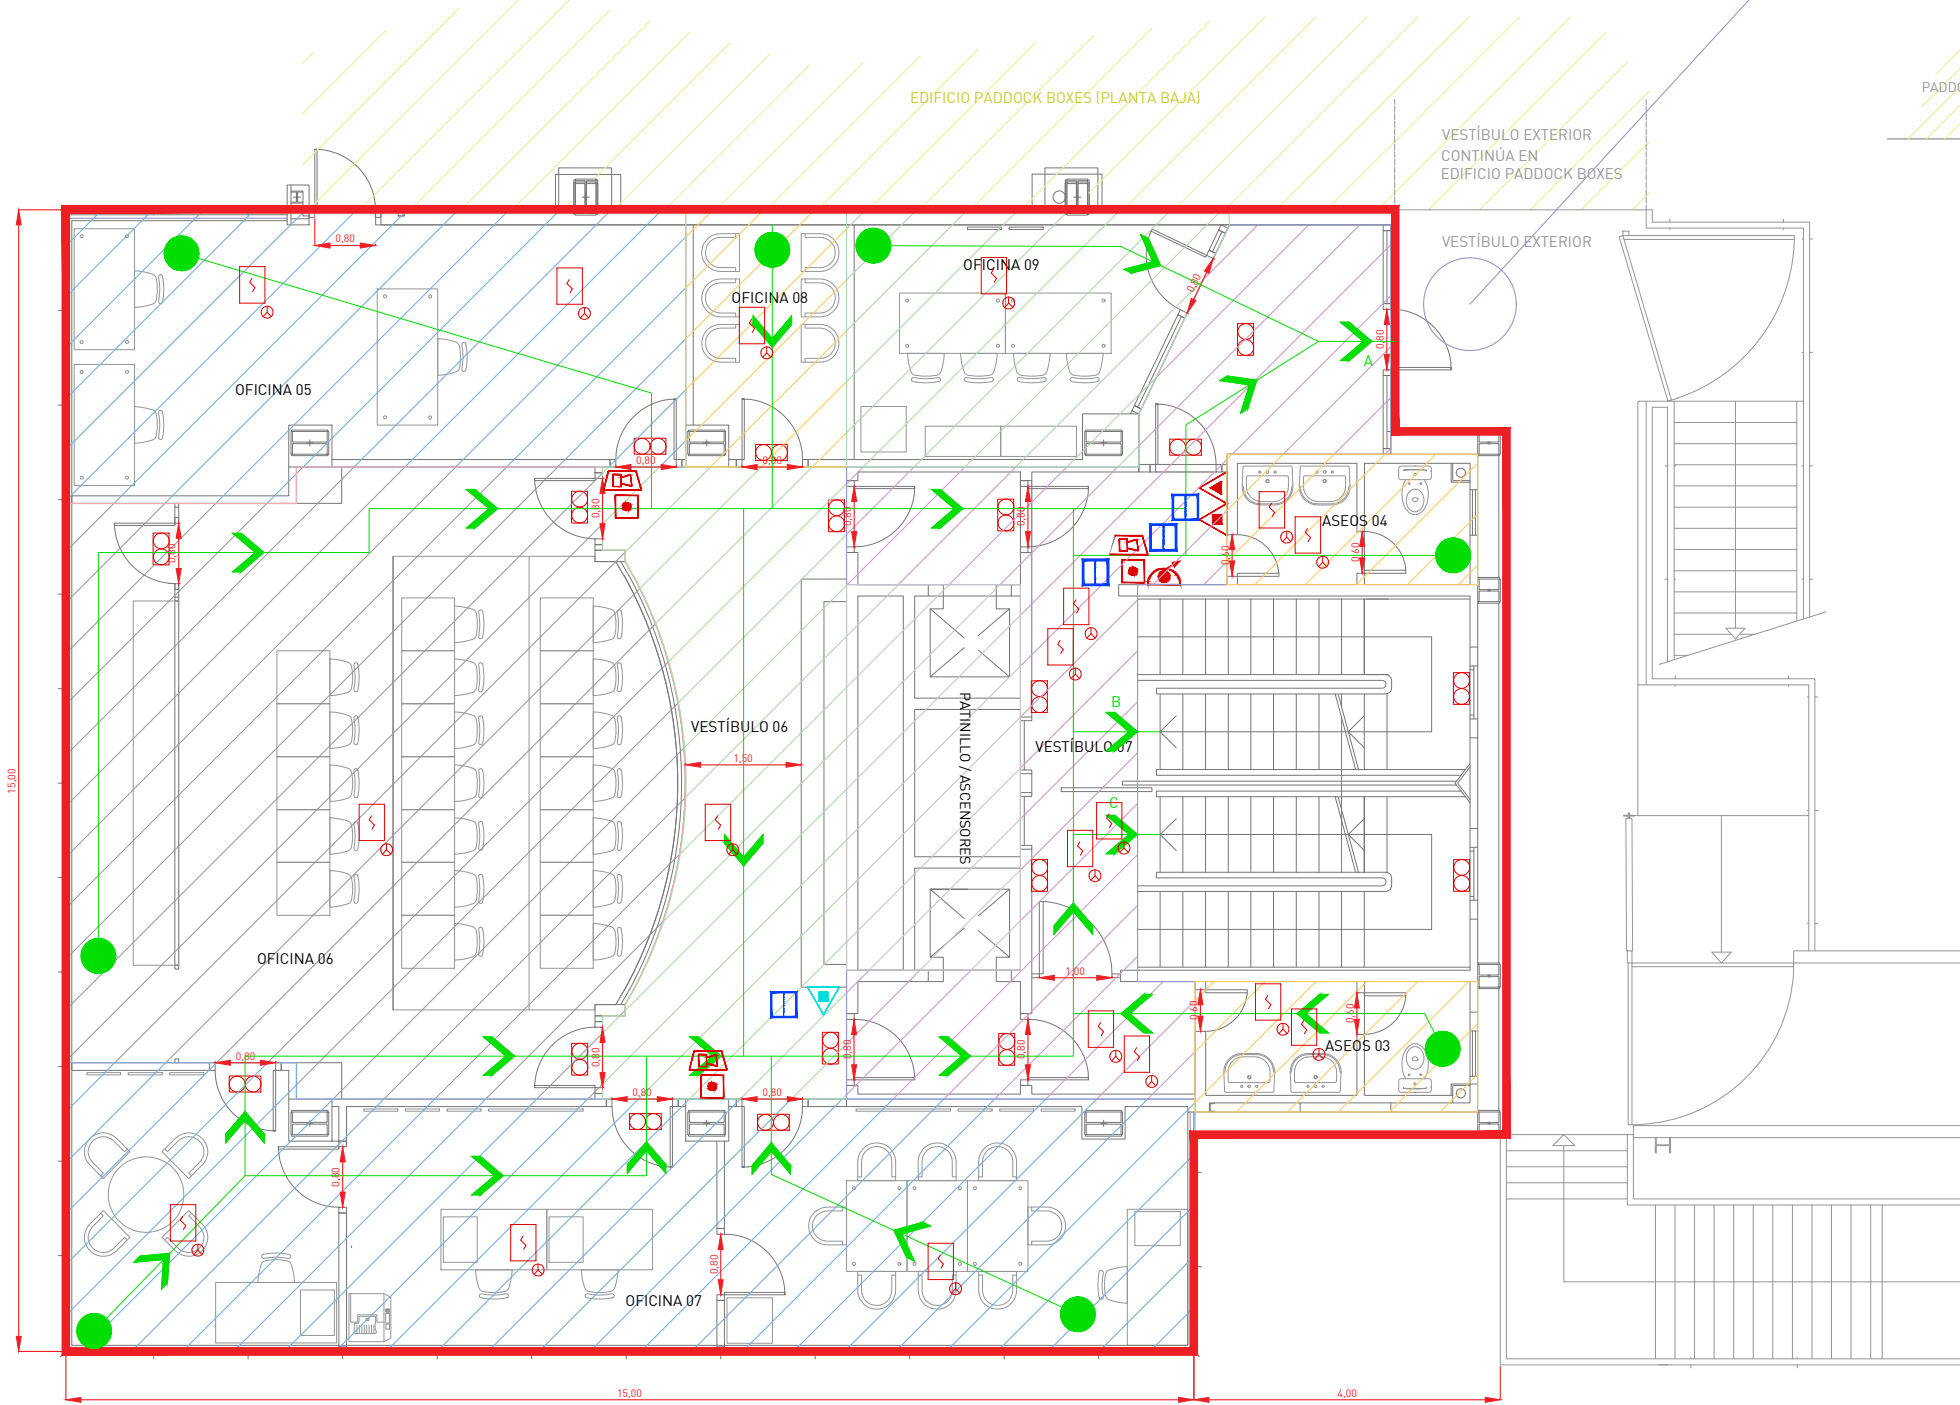 EDIFICIO PADDOCK BOXES (PLANTA BAJA)
VESTÍBULO EXTERIOR
CONTINÚA EN
EDIFICIO PADDOCK BOXES
VESTÍBULO EXTERIOR
0,80
OFICINA 05
OFICINA 08
OFICINA 09
0,80
0,80
A
0,80
0,80
0,80
0,80
0,80
0,80
ASEOS 04
0,60
0,60
15,00
VESTÍBULO 06
1,50
PATINILLO / ASCENSORES
VESTÍBULO 07
B
C
OFICINA 06
1,00
0,60
0,60
ASEOS 03
0,80
0,80
0,80
0,80
0,80
0,80
0,80
0,80
OFICINA 07
H
15,00
4,00